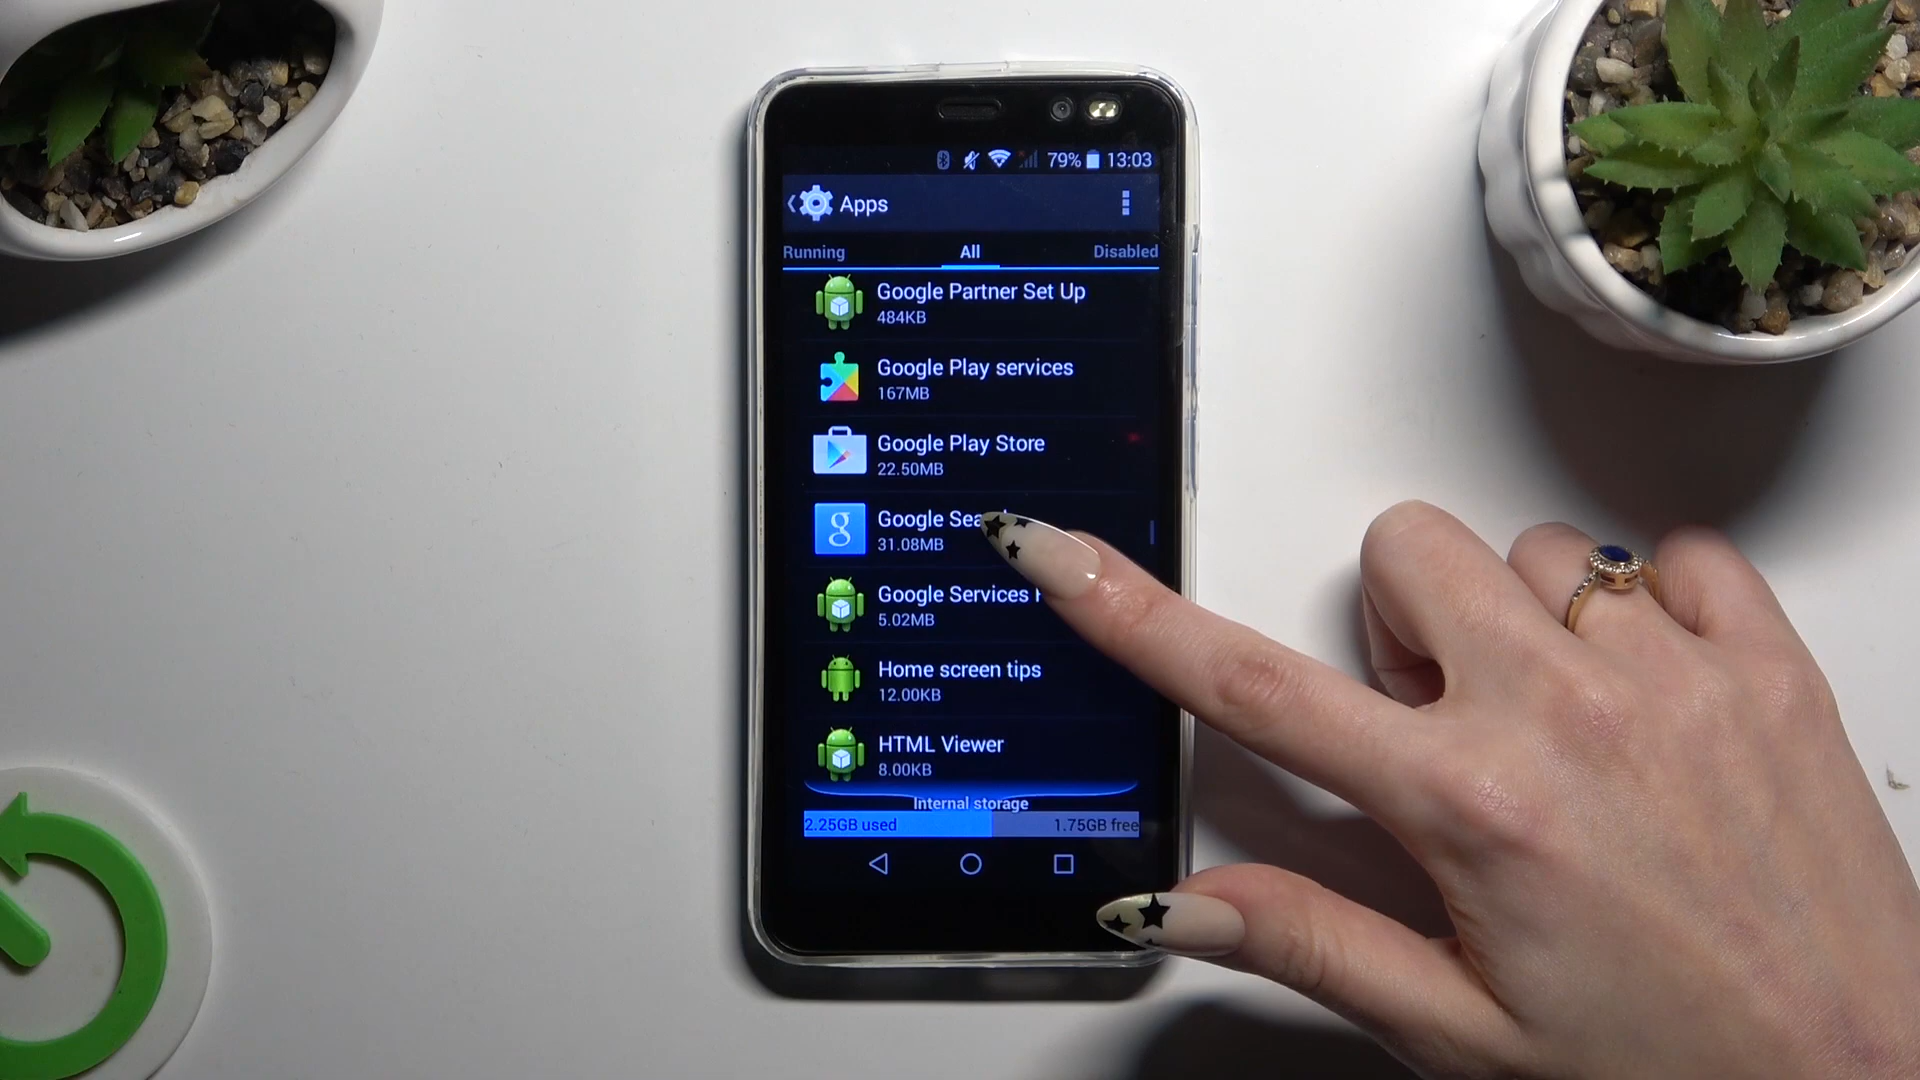 79% 13:03
Apps
Running All Disabled
Google Partner Set Up
484KB
Google Play services
167MB
Google Play Store
22.50MB
Google
31.08MB
Google Services
5.02MB
Home screen tips
12.00KB
HTML Viewer
8.00KB
Internal storage
2.25GB used 1.75GB free